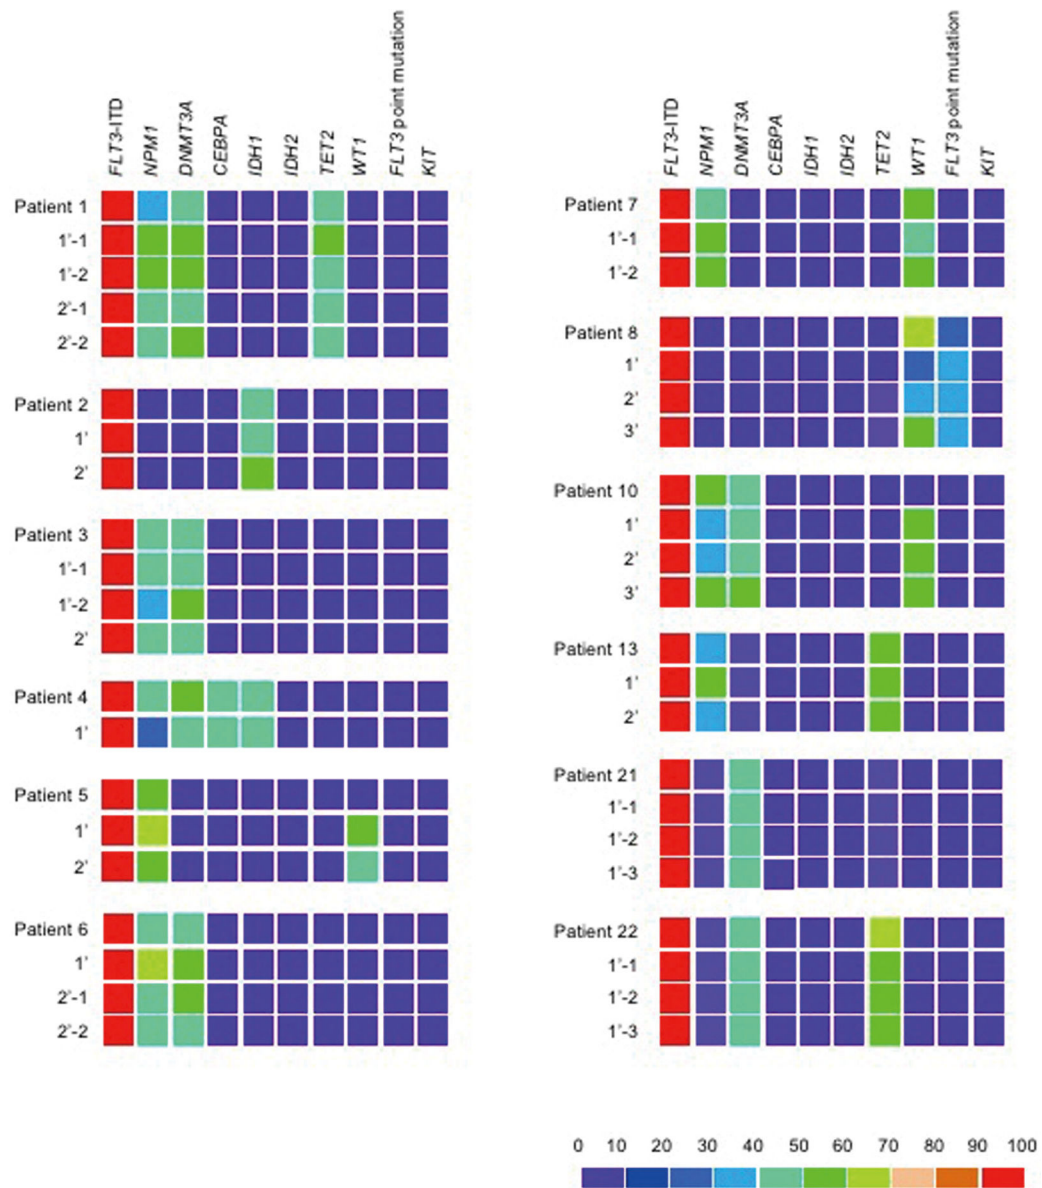 FLT3-ITD NPM1 DNMT3A CEBPA IDH1 IDH2 TET2 WT1 FLT3 point mutation KIT
Patient 1
1'-1
1'-2
2'-1
2'-2
Patient 2
1'
2'
Patient 3
1'-1
1'-2
2'
Patient 4
1'
Patient 5
1'
2'
Patient 6
1'
2'-1
2'-2
FLT3-ITD NPM1 DNMT3A CEBPA IDH1 IDH2 TET2 WT1 FLT3 point mutation KIT
Patient 7
1'-1
1'-2
Patient 8
1'
2'
3'
Patient 10
1'
2'
3'
Patient 13
1'
2'
Patient 21
1'-1
1'-2
1'-3
Patient 22
1'-1
1'-2
1'-3
0 10 20 30 40 50 60 70 80 90 100